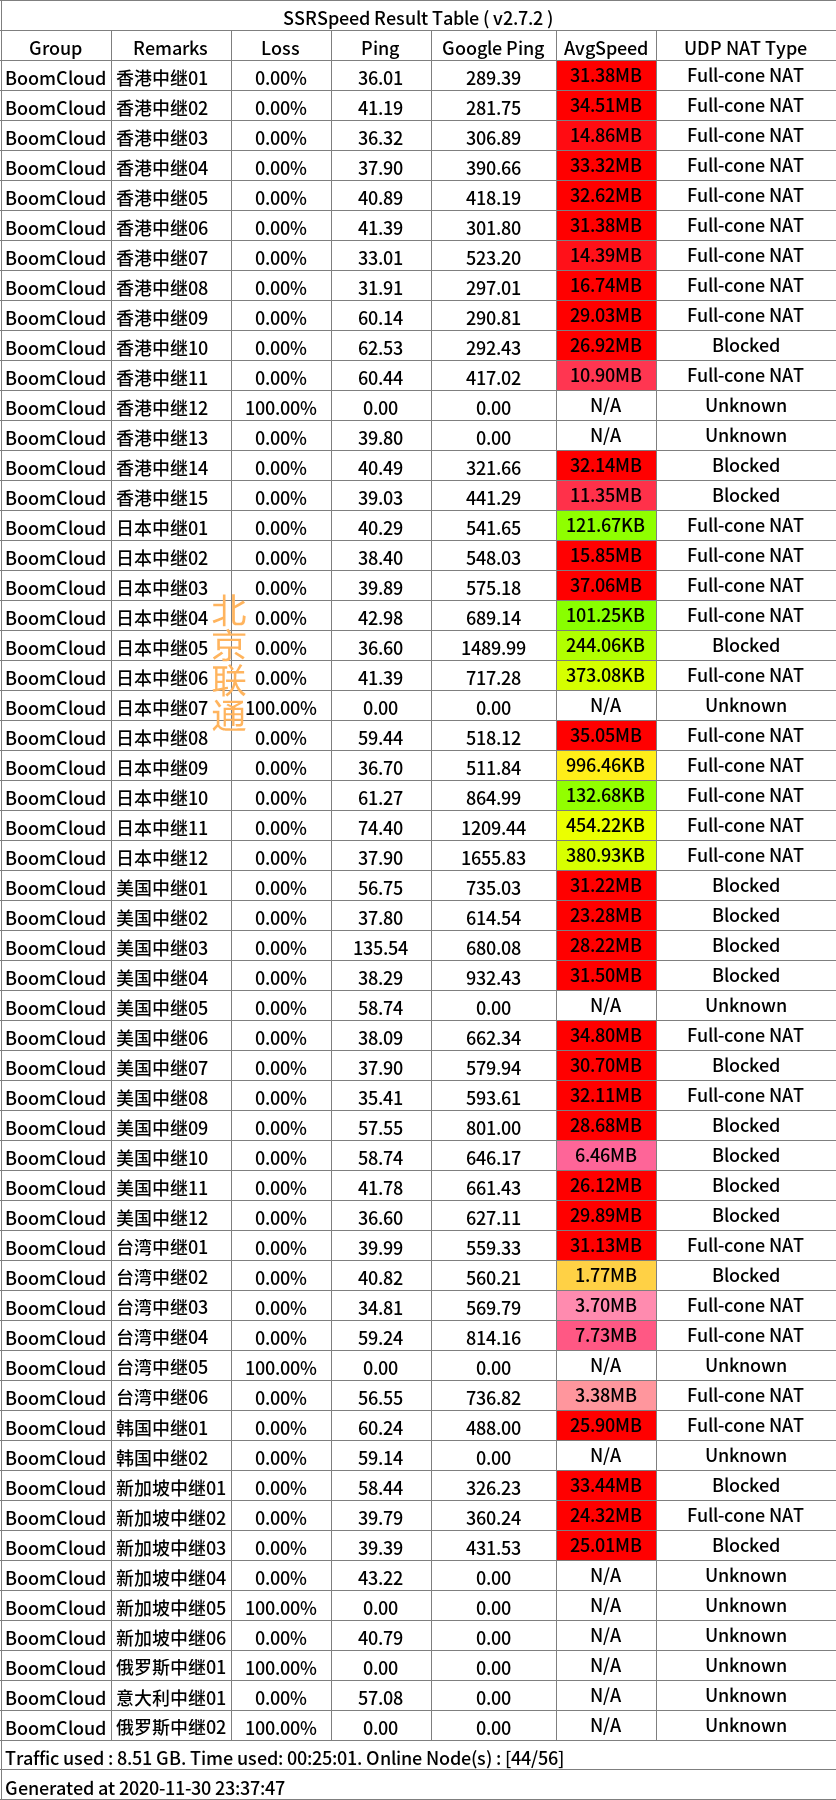 SSRSpeed Result Table ( v2.7.2 )
Group Remarks Loss Ping Google Ping AvgSpeed UDP NAT Type
BoomCloud 香港中继01 0.00% 36.01 289.39 31.38MB Full-cone NAT
BoomCloud 香港中继02 0.00% 41.19 281.75 34.51MB Full-cone NAT
BoomCloud 香港中继03 0.00% 36.32 306.89 14.86MB Full-cone NAT
BoomCloud 香港中继04 0.00% 37.90 390.66 33.32MB Full-cone NAT
BoomCloud 香港中继05 0.00% 40.89 418.19 32.62MB Full-cone NAT
BoomCloud 香港中继06 0.00% 41.39 301.80 31.38MB Full-cone NAT
BoomCloud 香港中继07 0.00% 33.01 523.20 14.39MB Full-cone NAT
BoomCloud 香港中继08 0.00% 31.91 297.01 16.74MB Full-cone NAT
BoomCloud 香港中继09 0.00% 60.14 290.81 29.03MB Full-cone NAT
BoomCloud 香港中继10 0.00% 62.53 292.43 26.92MB Blocked
BoomCloud 香港中继11 0.00% 60.44 417.02 10.90MB Full-cone NAT
BoomCloud 香港中继12 100.00% 0.00 0.00 N/A Unknown
BoomCloud 香港中继13 0.00% 39.80 0.00 N/A Unknown
BoomCloud 香港中继14 0.00% 40.49 321.66 32.14MB Blocked
BoomCloud 香港中继15 0.00% 39.03 441.29 11.35MB Blocked
BoomCloud 日本中继01 0.00% 40.29 541.65 121.67KB Full-cone NAT
BoomCloud 日本中继02 0.00% 38.40 548.03 15.85MB Full-cone NAT
BoomCloud 日本中继03 0.00% 39.89 575.18 37.06MB Full-cone NAT
BoomCloud 日本中继04 0.00% 42.98 689.14 101.25KB Full-cone NAT
BoomCloud 日本中继05 0.00% 36.60 1489.99 244.06KB Blocked
BoomCloud 日本中继06 0.00% 41.39 717.28 373.08KB Full-cone NAT
BoomCloud 日本中继07 100.00% 0.00 0.00 N/A Unknown
BoomCloud 日本中继08 0.00% 59.44 518.12 35.05MB Full-cone NAT
BoomCloud 日本中继09 0.00% 36.70 511.84 996.46KB Full-cone NAT
BoomCloud 日本中继10 0.00% 61.27 864.99 132.68KB Full-cone NAT
BoomCloud 日本中继11 0.00% 74.40 1209.44 454.22KB Full-cone NAT
BoomCloud 日本中继12 0.00% 37.90 1655.83 380.93KB Full-cone NAT
BoomCloud 美国中继01 0.00% 56.75 735.03 31.22MB Blocked
BoomCloud 美国中继02 0.00% 37.80 614.54 23.28MB Blocked
BoomCloud 美国中继03 0.00% 135.54 680.08 28.22MB Blocked
BoomCloud 美国中继04 0.00% 38.29 932.43 31.50MB Blocked
BoomCloud 美国中继05 0.00% 58.74 0.00 N/A Unknown
BoomCloud 美国中继06 0.00% 38.09 662.34 34.80MB Full-cone NAT
BoomCloud 美国中继07 0.00% 37.90 579.94 30.70MB Blocked
BoomCloud 美国中继08 0.00% 35.41 593.61 32.11MB Full-cone NAT
BoomCloud 美国中继09 0.00% 57.55 801.00 28.68MB Blocked
BoomCloud 美国中继10 0.00% 58.74 646.17 6.46MB Blocked
BoomCloud 美国中继11 0.00% 41.78 661.43 26.12MB Blocked
BoomCloud 美国中继12 0.00% 36.60 627.11 29.89MB Blocked
BoomCloud 台湾中继01 0.00% 39.99 559.33 31.13MB Full-cone NAT
BoomCloud 台湾中继02 0.00% 40.82 560.21 1.77MB Blocked
BoomCloud 台湾中继03 0.00% 34.81 569.79 3.70MB Full-cone NAT
BoomCloud 台湾中继04 0.00% 59.24 814.16 7.73MB Full-cone NAT
BoomCloud 台湾中继05 100.00% 0.00 0.00 N/A Unknown
BoomCloud 台湾中继06 0.00% 56.55 736.82 3.38MB Full-cone NAT
BoomCloud 韩国中继01 0.00% 60.24 488.00 25.90MB Full-cone NAT
BoomCloud 韩国中继02 0.00% 59.14 0.00 N/A Unknown
BoomCloud 新加坡中继01 0.00% 58.44 326.23 33.44MB Blocked
BoomCloud 新加坡中继02 0.00% 39.79 360.24 24.32MB Full-cone NAT
BoomCloud 新加坡中继03 0.00% 39.39 431.53 25.01MB Blocked
BoomCloud 新加坡中继04 0.00% 43.22 0.00 N/A Unknown
BoomCloud 新加坡中继05 100.00% 0.00 0.00 N/A Unknown
BoomCloud 新加坡中继06 0.00% 40.79 0.00 N/A Unknown
BoomCloud 俄罗斯中继01 100.00% 0.00 0.00 N/A Unknown
BoomCloud 意大利中继01 0.00% 57.08 0.00 N/A Unknown
BoomCloud 俄罗斯中继02 100.00% 0.00 0.00 N/A Unknown
Traffic used : 8.51 GB. Time used: 00:25:01. Online Node(s) : [44/56]
Generated at 2020-11-30 23:37:47
北京联通